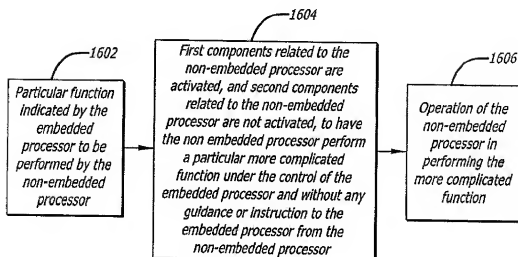 1602
Particular function
indicated by the
embedded
processor to be
performed by the
non-embedded
processor
1604
First components related to the
non-embedded processor are
activated, and second components
related to the non-embedded
processor are not activated, to have
the non embedded processor perform
a particular more complicated
function under the control of the
embedded processor and without any
guidance or instruction to the
embedded processor from the
non-embedded processor
1606
Operation of the
non-embedded
processor in
performing the
more complicated
function